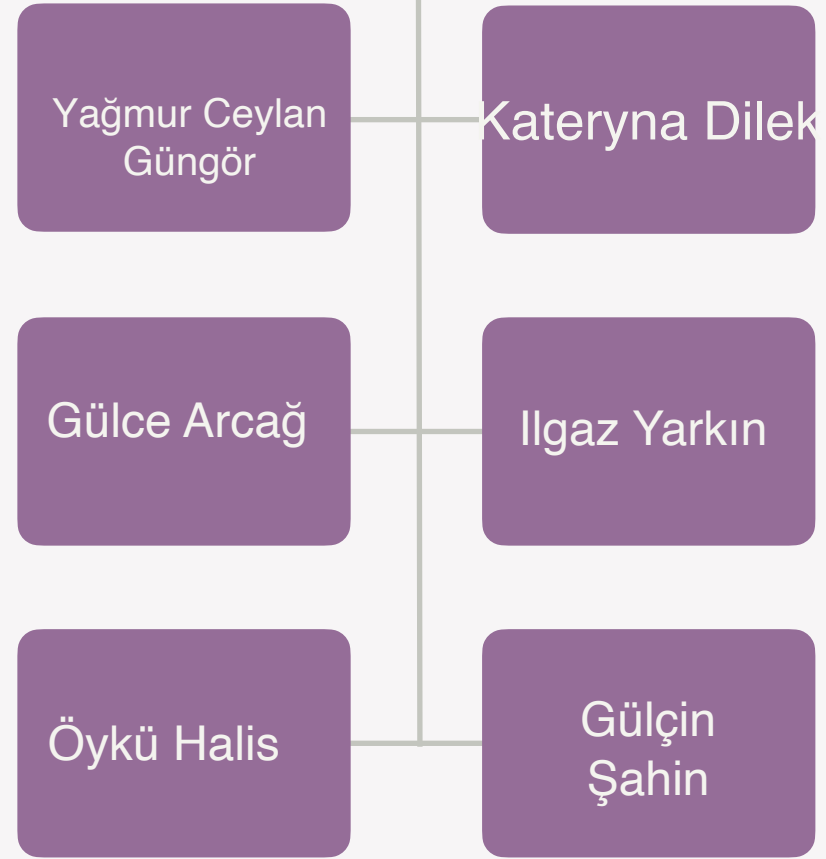 Yağmur Ceylan
Güngör
Kateryna Dilek
Gülce Arcağ
Ilgaz Yarkın
Öykü Halis
Gülçin
Şahin